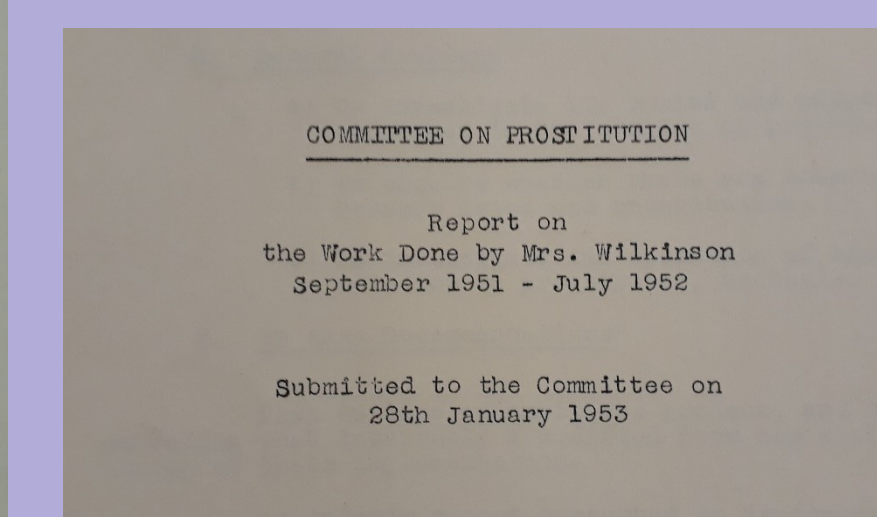 COMMITTEE ON PROSTITUTION
Report on
the Work Done by Mrs. Wilkinson
September 1951 - July 1952
Submitted to the Committee on
28th January 1953